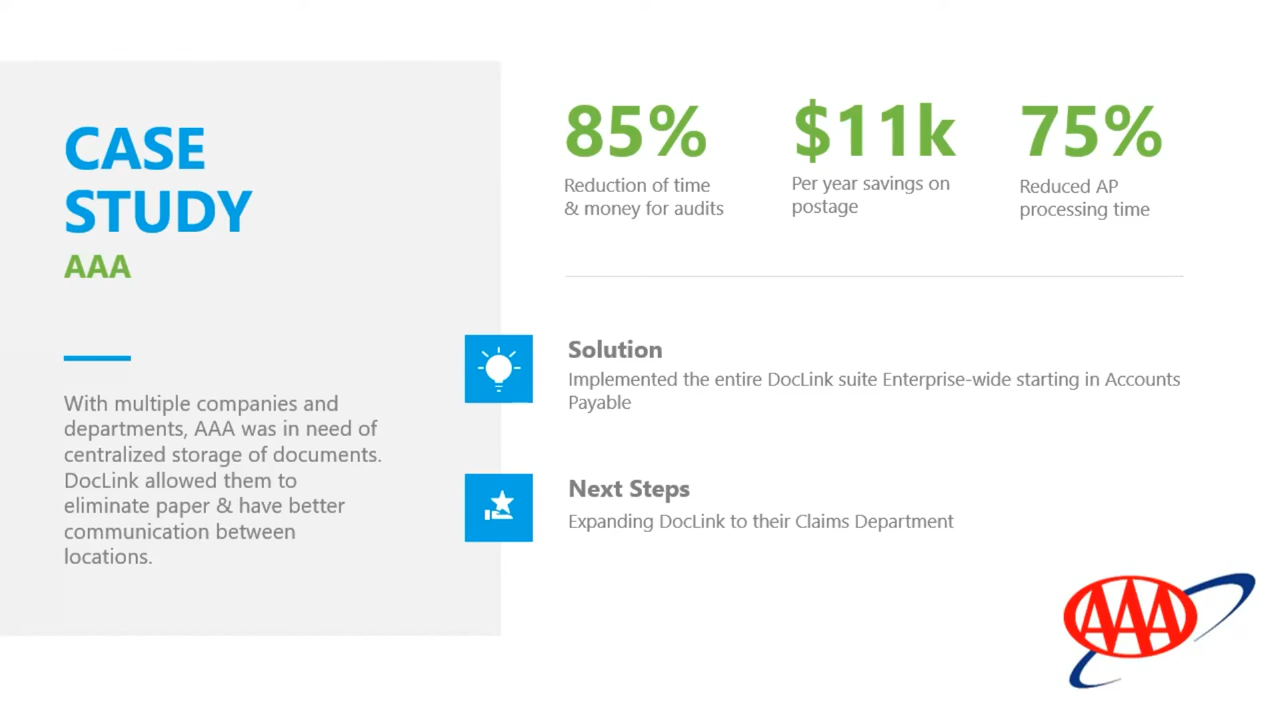 CASE
STUDY
AAA
With multiple companies and
departments, AAA was in need of
centralized storage of documents.
DocLink allowed them to
eliminate paper & have better
communication between
locations.
85%
Reduction of time
& money for audits
$11k
Per year savings on
postage
75%
Reduced AP
processing time
Solution
Implemented the entire DocLink suite Enterprise-wide starting in Accounts
Payable
Next Steps
Expanding DocLink to their Claims Department
AAA